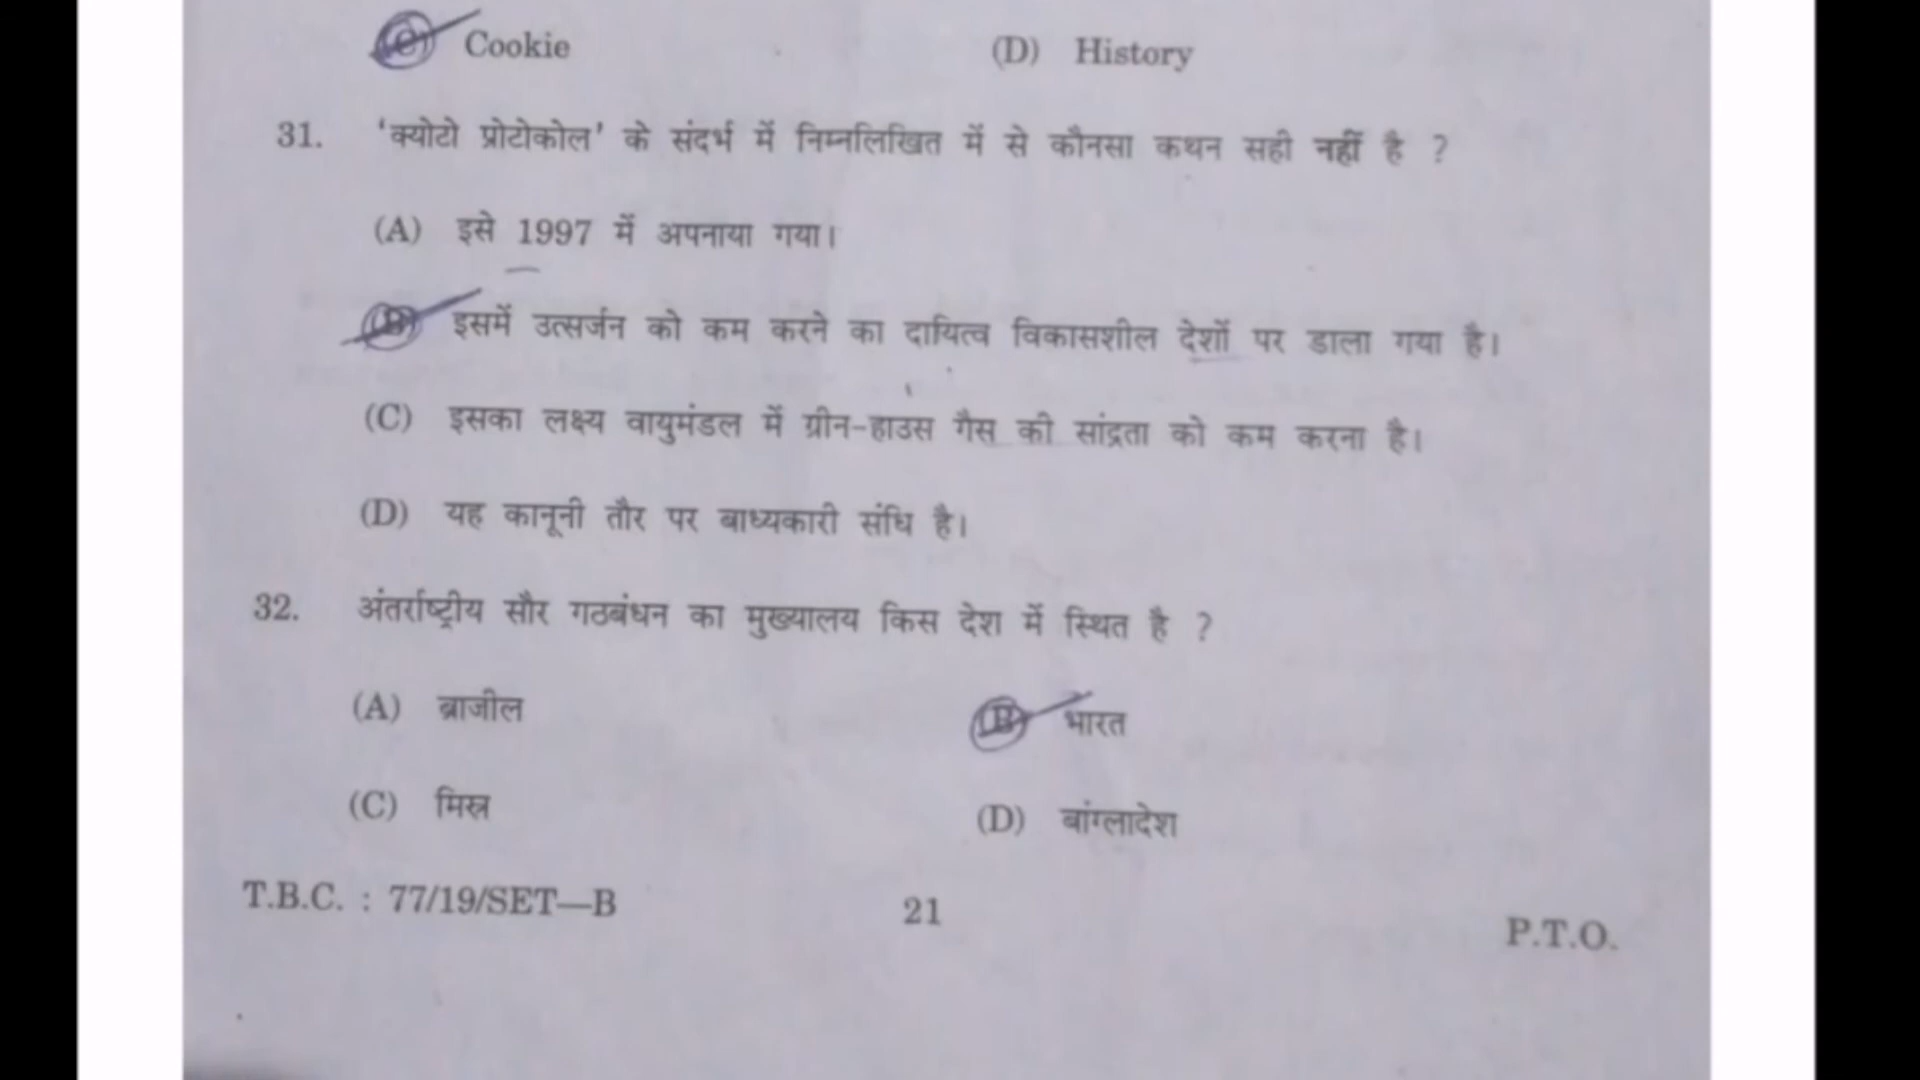 (C) Cookie (D) History
31. 'क्योटो प्रोटोकोल' के संदर्भ में निम्नलिखित में से कौनसा कथन सही नहीं है ?
(A) इसे 1997 में अपनाया गया।
(B) इसमें उत्सर्जन को कम करने का दायित्व विकासशील देशों पर डाला गया है।
(C) इसका लक्ष्य वायुमंडल में ग्रीन-हाउस गैस की सांद्रता को कम करना है।
(D) यह कानूनी तौर पर बाध्यकारी संधि है।
32. अंतर्राष्ट्रीय सौर गठबंधन का मुख्यालय किस देश में स्थित है ?
(A) ब्राजील (B) भारत
(C) मिस्र (D) बांग्लादेश
T.B.C. : 77/19/SET—B 21 P.T.O.